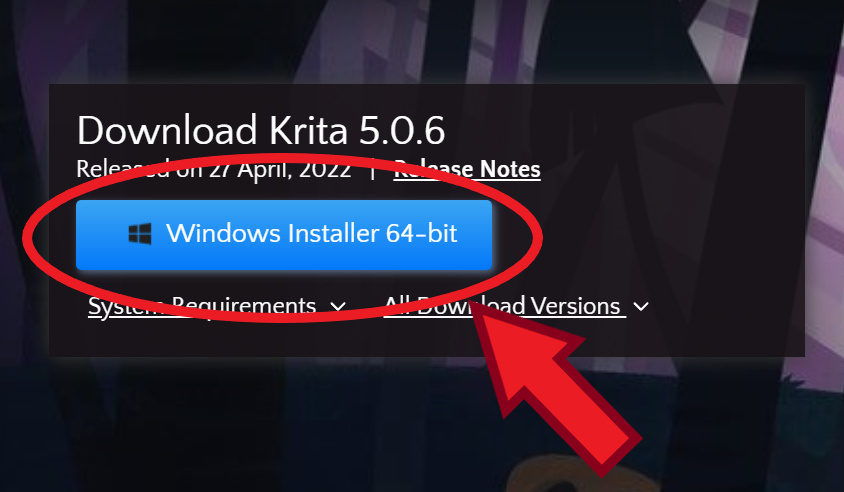 Download Krita 5.0.6
Released on 27 April, 2022 | Release Notes
Windows Installer 64-bit
System Requirements All Download Versions